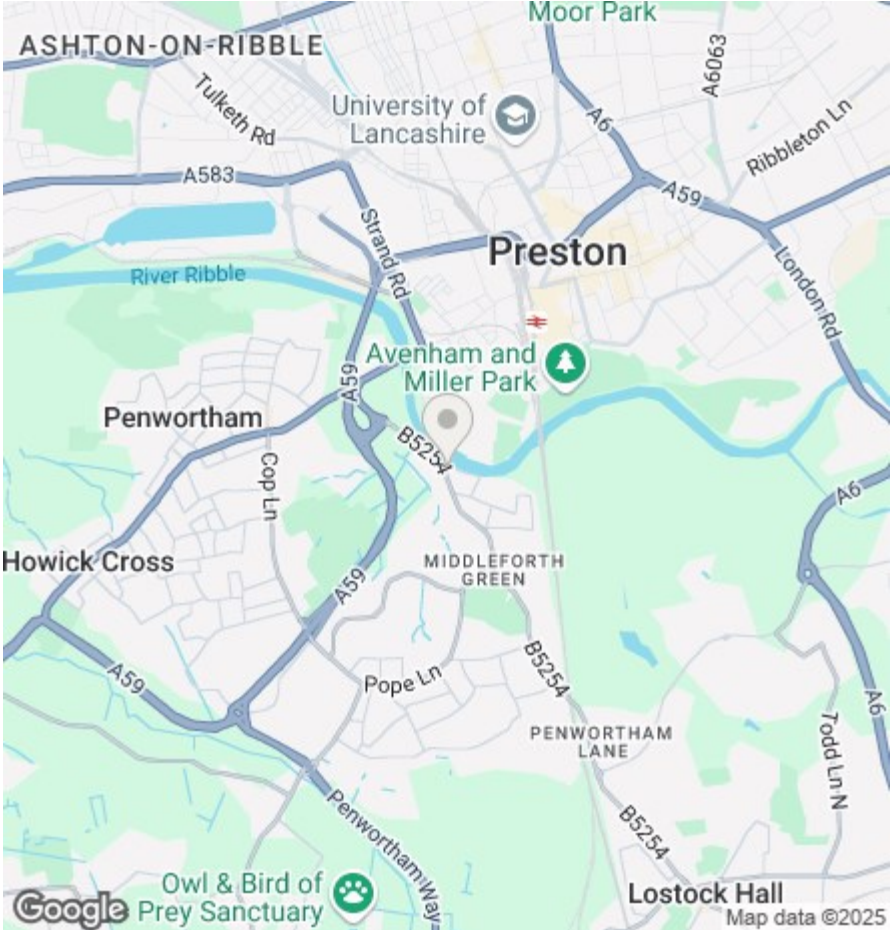 Moor Park
ASHTON-ON-RIBBLE
A6063
Tulketh Rd
University of
Lancashire
A6
Ribbleton Ln
A583
A59
Strand Rd
Preston
London Rd
River Ribble
Avenham and
Miller Park
A59
Penwortham
B5254
Cop Ln
A6
Howick Cross
MIDDLEFORTH
GREEN
A59
B5254
A59
Pope Ln
A6
PENWORTHAM
LANE
Todd Ln N
Penwortham Way
B5254
Owl & Bird of
Prey Sanctuary
Lostock Hall
Google
Map data ©2025